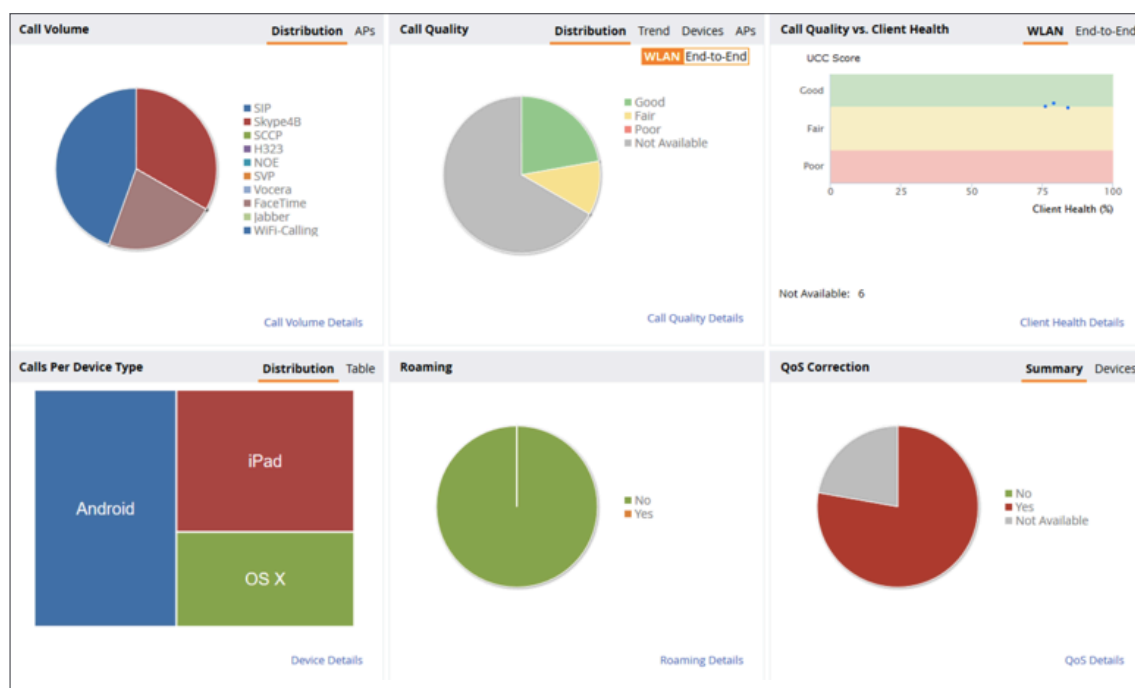 Call Volume
Distribution APs
SIP
Skype4B
SCCP
H323
NOE
SVP
Vocera
FaceTime
Jabber
WiFi-Calling
Call Volume Details
Call Quality
Distribution Trend Devices APs
WLAN End-to-End
Good
Fair
Poor
Not Available
Call Quality Details
Call Quality vs. Client Health
WLAN End-to-End
UCC Score
Good
Fair
Poor
0 25 50 75 100
Client Health (%)
Not Available: 6
Client Health Details
Calls Per Device Type
Distribution Table
Android
iPad
OS X
Device Details
Roaming
No
Yes
Roaming Details
QoS Correction
Summary Devices
No
Yes
Not Available
QoS Details